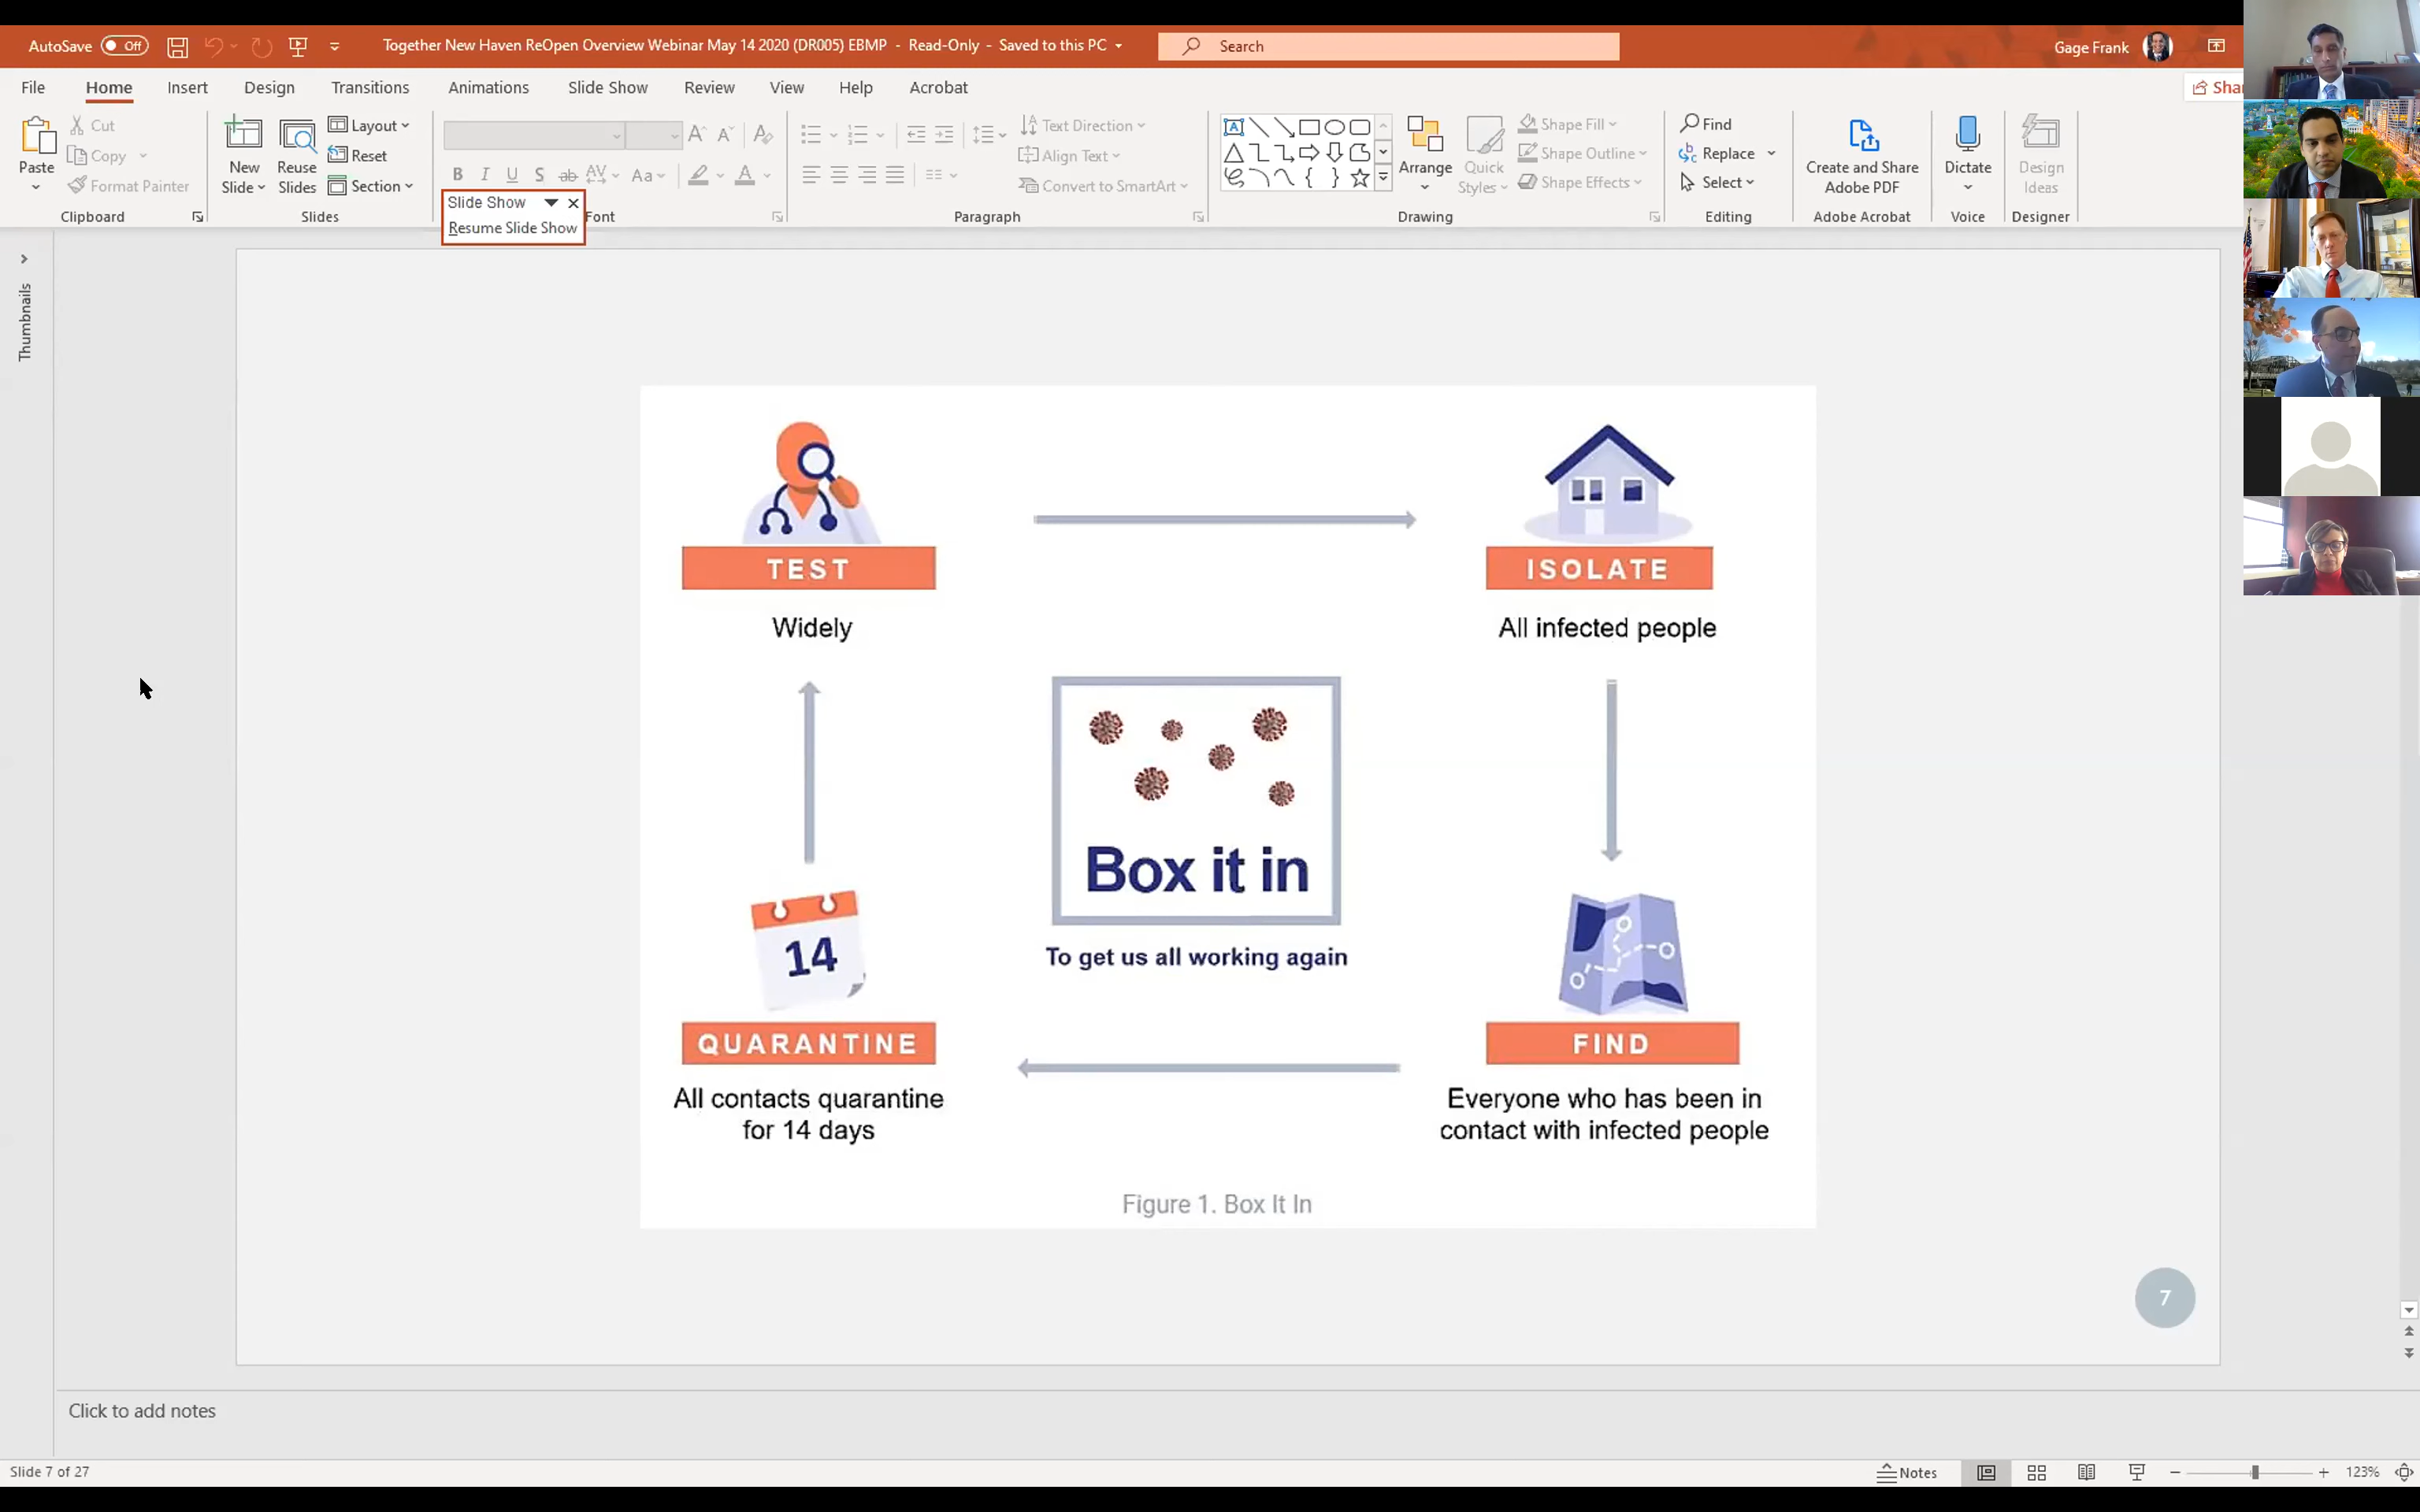 AutoSave Off
Together New Haven ReOpen Overview Webinar May 14 2020 (DR005) EBMP - Read-Only - Saved to this PC
Search
Gage Frank
File Home Insert Design Transitions Animations Slide Show Review View Help Acrobat
Paste
Cut
Copy
Format Painter
Clipboard
New Slide
Reuse Slides
Layout
Reset
Section
Slides
B I U S ab AV Aa A
Slide Show
Resume Slide Show
Font
Text Direction
Align Text
Convert to SmartArt
Paragraph
Arrange
Quick Styles
Shape Fill
Shape Outline
Shape Effects
Drawing
Find
Replace
Select
Editing
Create and Share Adobe PDF
Adobe Acrobat
Dictate
Voice
Design Ideas
Designer
Thumbnails
TEST
Widely
ISOLATE
All infected people
Box it in
To get us all working again
14
QUARANTINE
All contacts quarantine
for 14 days
FIND
Everyone who has been in
contact with infected people
Figure 1. Box It In
7
Click to add notes
Slide 7 of 27
Notes
123%